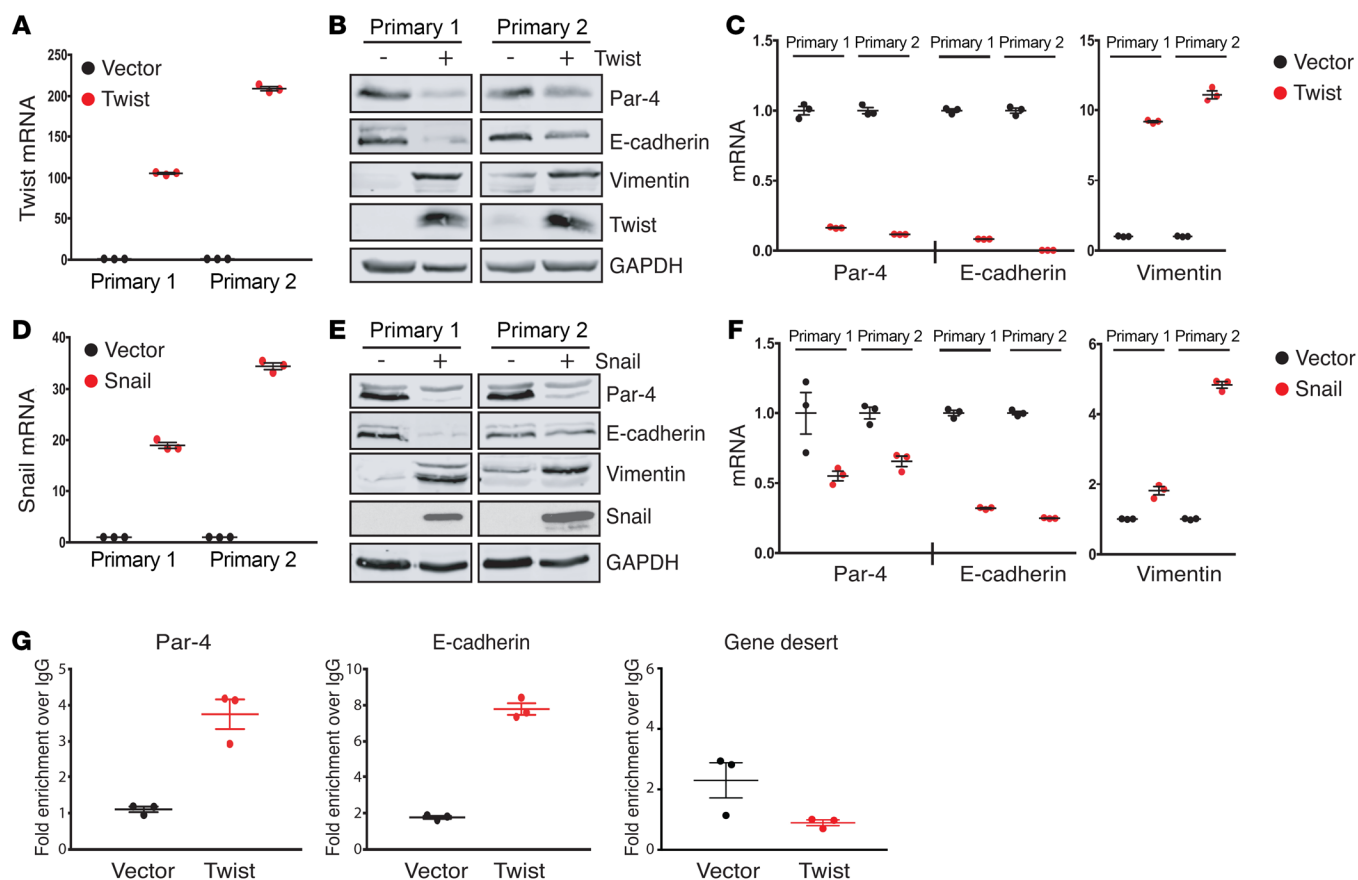 A
Twist mRNA
250
200
150
100
50
0
Vector
Twist
Primary 1 Primary 2
B
Primary 1 Primary 2
- + - + Twist
Par-4
E-cadherin
Vimentin
Twist
GAPDH
C
mRNA
1.5
1.0
0.5
0.0
Primary 1 Primary 2 Primary 1 Primary 2
Par-4 E-cadherin
15
10
5
0
Primary 1 Primary 2
Vimentin
Vector
Twist
D
Snail mRNA
40
30
20
10
0
Vector
Snail
Primary 1 Primary 2
E
Primary 1 Primary 2
- + - + Snail
Par-4
E-cadherin
Vimentin
Snail
GAPDH
F
mRNA
1.5
1.0
0.5
0.0
Primary 1 Primary 2 Primary 1 Primary 2
Par-4 E-cadherin
6
4
2
0
Primary 1 Primary 2
Vimentin
Vector
Snail
G
Par-4
Fold enrichment over IgG
5
4
3
2
1
0
Vector Twist
E-cadherin
Fold enrichment over IgG
10
8
6
4
2
0
Vector Twist
Gene desert
Fold enrichment over IgG
6
4
2
0
Vector Twist